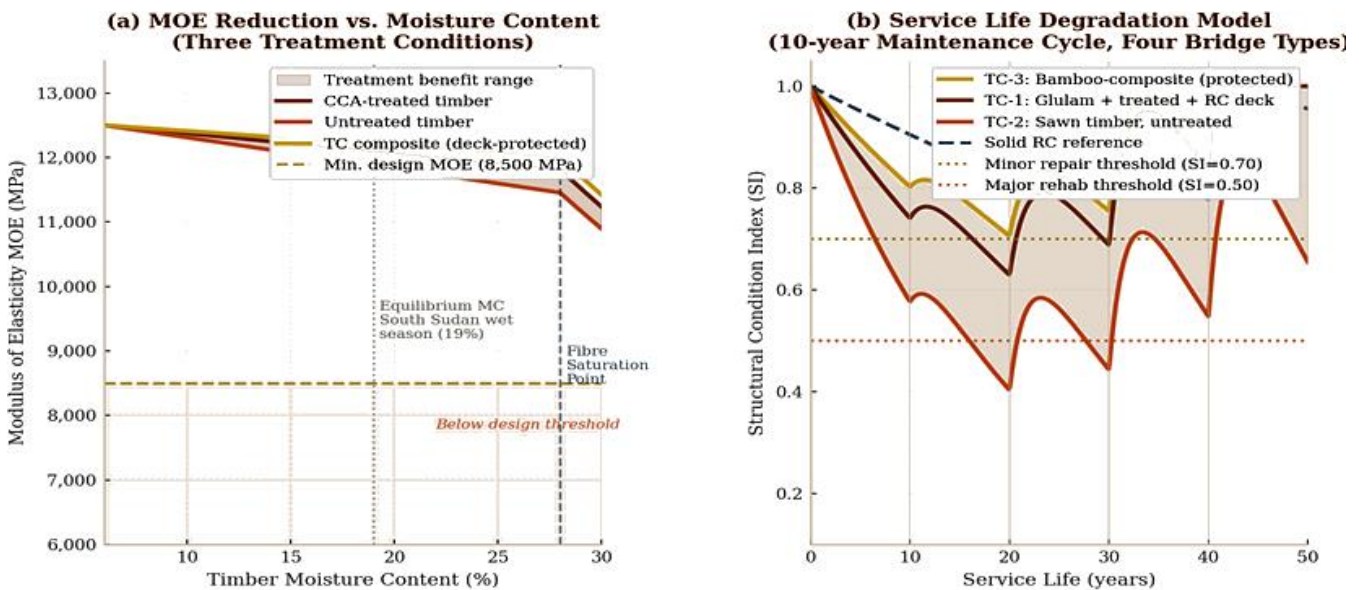 (a) MOE Reduction vs. Moisture Content
(Three Treatment Conditions)
Treatment benefit range
CCA-treated timber
Untreated timber
TC composite (deck-protected)
Min. design MOE (8,500 MPa)
Modulus of Elasticity MOE (MPa)
13,000
12,000
11,000
10,000
9,000
8,000
7,000
6,000
Equilibrium MC
South Sudan wet
season (19%)
Fibre
Saturation
Point
Below design threshold
10
15
20
25
30
Timber Moisture Content (%)
(b) Service Life Degradation Model
(10-year Maintenance Cycle, Four Bridge Types)
TC-3: Bamboo-composite (protected)
TC-1: Glulam + treated + RC deck
TC-2: Sawn timber, untreated
Solid RC reference
Minor repair threshold (SI=0.70)
Major rehab threshold (SI=0.50)
Structural Condition Index (SI)
1.0
0.8
0.6
0.4
0.2
0
10
20
30
40
50
Service Life (years)